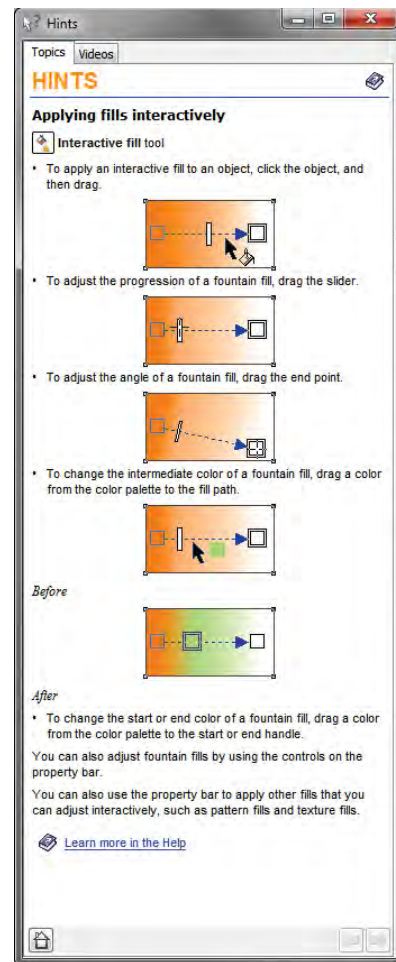 Hints
Topics Videos
HINTS
Applying fills interactively
Interactive fill tool
• To apply an interactive fill to an object, click the object, and
then drag.
• To adjust the progression of a fountain fill, drag the slider.
• To adjust the angle of a fountain fill, drag the end point.
• To change the intermediate color of a fountain fill, drag a color
from the color palette to the fill path.
Before
After
• To change the start or end color of a fountain fill, drag a color
from the color palette to the start or end handle.
You can also adjust fountain fills by using the controls on the
property bar.
You can also use the property bar to apply other fills that you
can adjust interactively, such as pattern fills and texture fills.
Learn more in the Help